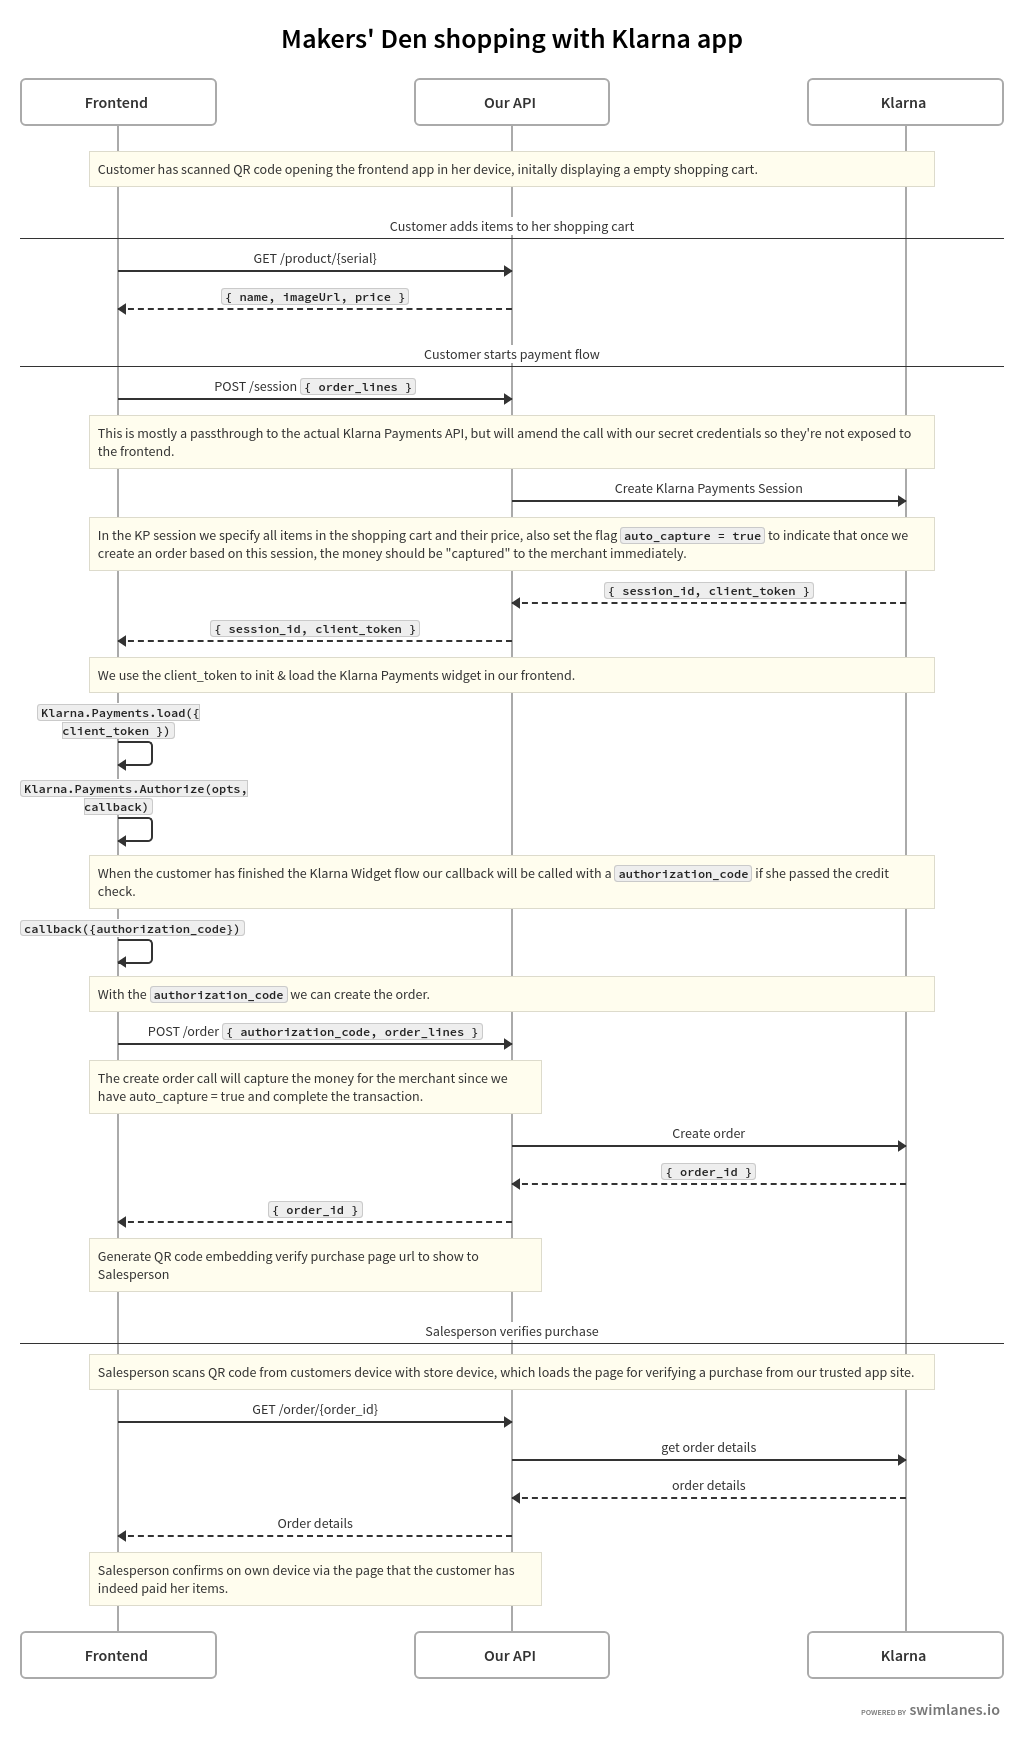 Makers' Den shopping with Klarna app
Frontend
Our API
Klarna
Customer has scanned QR code opening the frontend app in her device, initally displaying a empty shopping cart.
Customer adds items to her shopping cart
GET /product/{serial}
{ name, imageUrl, price }
Customer starts payment flow
POST /session { order_lines }
This is mostly a passthrough to the actual Klarna Payments API, but will amend the call with our secret credentials so they're not exposed to
the frontend.
Create Klarna Payments Session
In the KP session we specify all items in the shopping cart and their price, also set the flag auto_capture = true to indicate that once we
create an order based on this session, the money should be "captured" to the merchant immediately.
{ session_id, client_token }
{ session_id, client_token }
We use the client_token to init & load the Klarna Payments widget in our frontend.
Klarna.Payments.load({
client_token })
Klarna.Payments.Authorize(opts,
callback)
When the customer has finished the Klarna Widget flow our callback will be called with a authorization_code if she passed the credit
check.
callback({authorization_code})
With the authorization_code we can create the order.
POST /order { authorization_code, order_lines }
The create order call will capture the money for the merchant since we
have auto_capture = true and complete the transaction.
Create order
{ order_id }
{ order_id }
Generate QR code embedding verify purchase page url to show to
Salesperson
Salesperson verifies purchase
Salesperson scans QR code from customers device with store device, which loads the page for verifying a purchase from our trusted app site.
GET /order/{order_id}
get order details
order details
Order details
Salesperson confirms on own device via the page that the customer has
indeed paid her items.
Frontend
Our API
Klarna
POWERED BY swimlanes.io